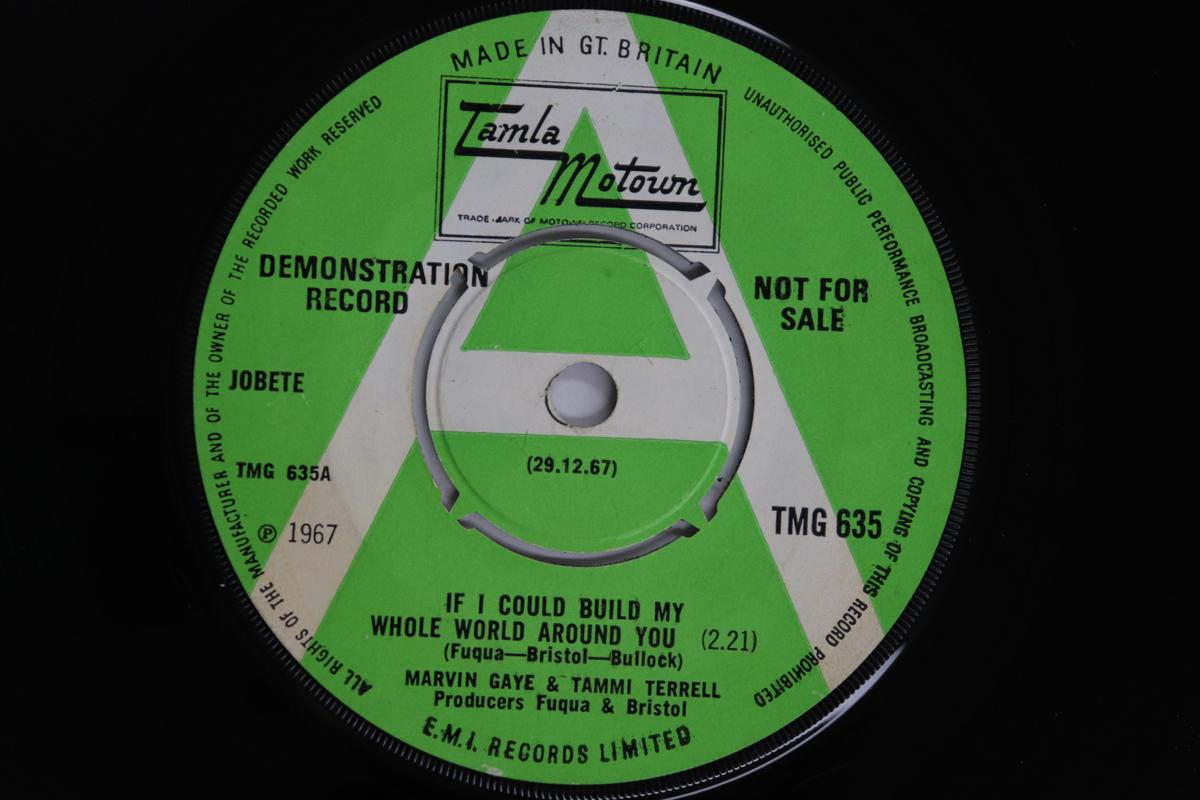 MADE IN GT. BRITAIN
Tamla
Motown
TRADE MARK OF MOTOWN RECORD CORPORATION
ALL RIGHTS OF THE MANUFACTURER AND OF THE OWNER OF THE RECORDED WORK RESERVED
UNAUTHORISED PUBLIC PERFORMANCE BROADCASTING AND COPYING OF THIS RECORD PROHIBITED
A
DEMONSTRATION
RECORD
NOT FOR
SALE
JOBETE
(29.12.67)
TMG 635A
℗ 1967
TMG 635
IF I COULD BUILD MY
WHOLE WORLD AROUND YOU (2.21)
(Fuqua—Bristol—Bullock)
MARVIN GAYE & TAMMI TERRELL
Producers Fuqua & Bristol
E.M.I. RECORDS LIMITED